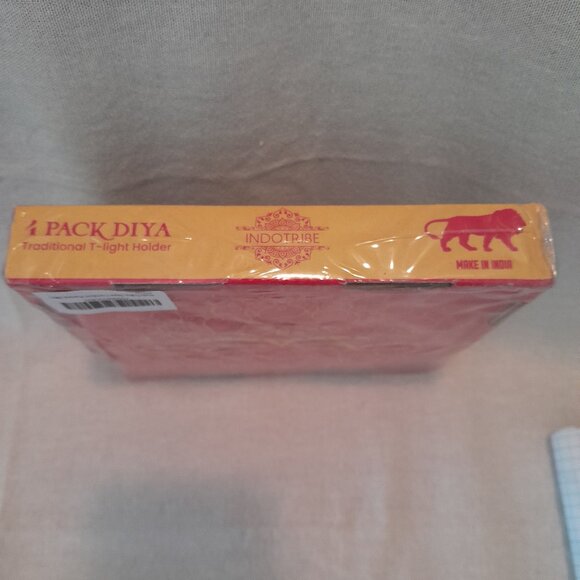 4 PACK DIYA
Traditional T-light Holder
INDOTRIBE
MAKE IN INDIA